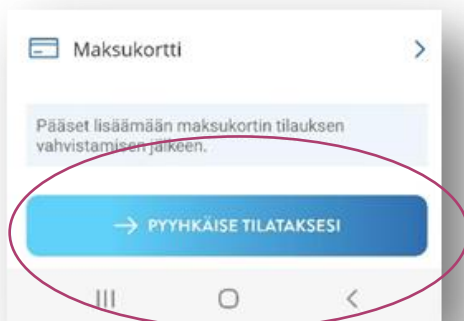 Maksukortti
Pääset lisäämään maksukortin tilauksen
vahvistamisen jälkeen.
PYYHKÄISE TILATAKSESI